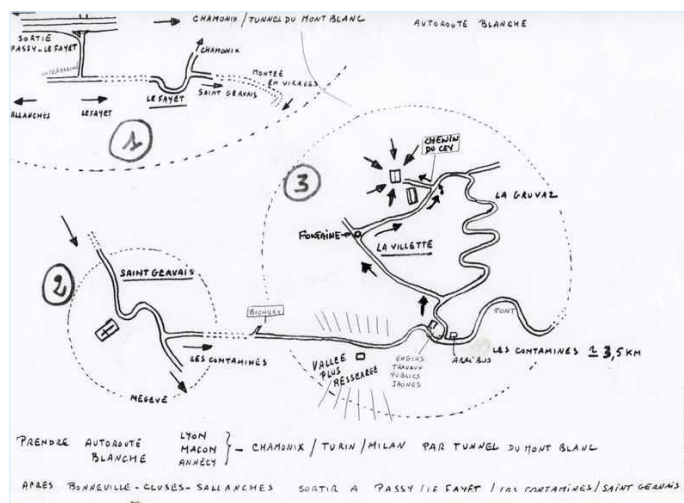 CHAMONIX / TUNNEL DU MONT BLANC
AUTOROUTE BLANCHE
SORTIE
PASSY-LE FAYET
CHAMONIX
INTERMARCHE
MONTÉE
EN VIRAGES
SAINT GERVAIS
LE FAYET
SALLANCHES
LE FAYET
1
CHEMIN
DU CEY
3
LA GRUVAZ
FONTAINE
LA VILLETTE
SAINT GERVAIS
2
BIONNAY
PONT
LES CONTAMINES
VALLÉE
PLUS
RESSERRÉE
ENGINS
TRAVAUX
PUBLICS
JAUNES
ABRIBUS
LES CONTAMINES ≃ 3,5 KM
MEGÈVE
PRENDRE AUTOROUTE
BLANCHE
LYON
MACON
ANNECY
} - CHAMONIX / TURIN / MILAN PAR TUNNEL DU MONT BLANC
APRÈS BONNEVILLE - CLUSES - SALLANCHES SORTIR A PASSY / LE FAYET / LES CONTAMINES / SAINT GERVAIS